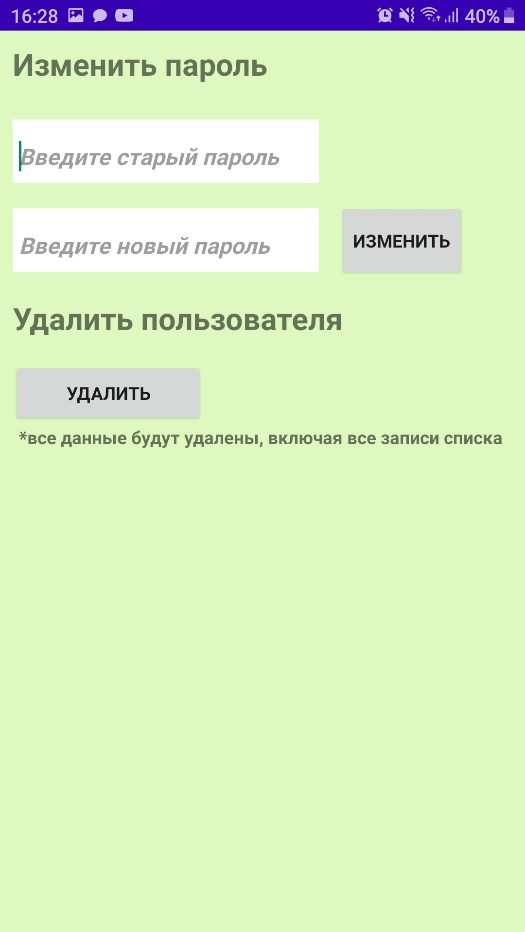 16:28 40%
Изменить пароль
Введите старый пароль
Введите новый пароль ИЗМЕНИТЬ
Удалить пользователя
УДАЛИТЬ
*все данные будут удалены, включая все записи списка